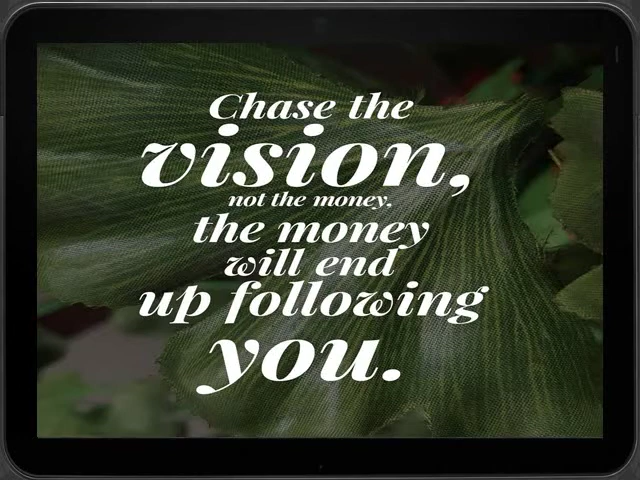 Chase the
vision,
not the money,
the money
will end
up following
you.